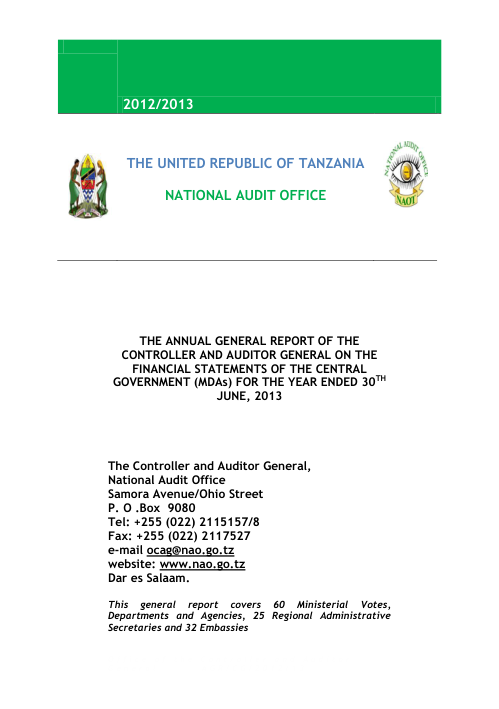 2012/2013
THE UNITED REPUBLIC OF TANZANIA
NATIONAL AUDIT OFFICE
NATIONAL AUDIT OFFICE
NAOT
THE ANNUAL GENERAL REPORT OF THE
CONTROLLER AND AUDITOR GENERAL ON THE
FINANCIAL STATEMENTS OF THE CENTRAL
GOVERNMENT (MDAs) FOR THE YEAR ENDED 30TH
JUNE, 2013
The Controller and Auditor General,
National Audit Office
Samora Avenue/Ohio Street
P. O .Box 9080
Tel: +255 (022) 2115157/8
Fax: +255 (022) 2117527
e-mail ocag@nao.go.tz
website: www.nao.go.tz
Dar es Salaam.
This general report covers 60 Ministerial Votes,
Departments and Agencies, 25 Regional Administrative
Secretaries and 32 Embassies